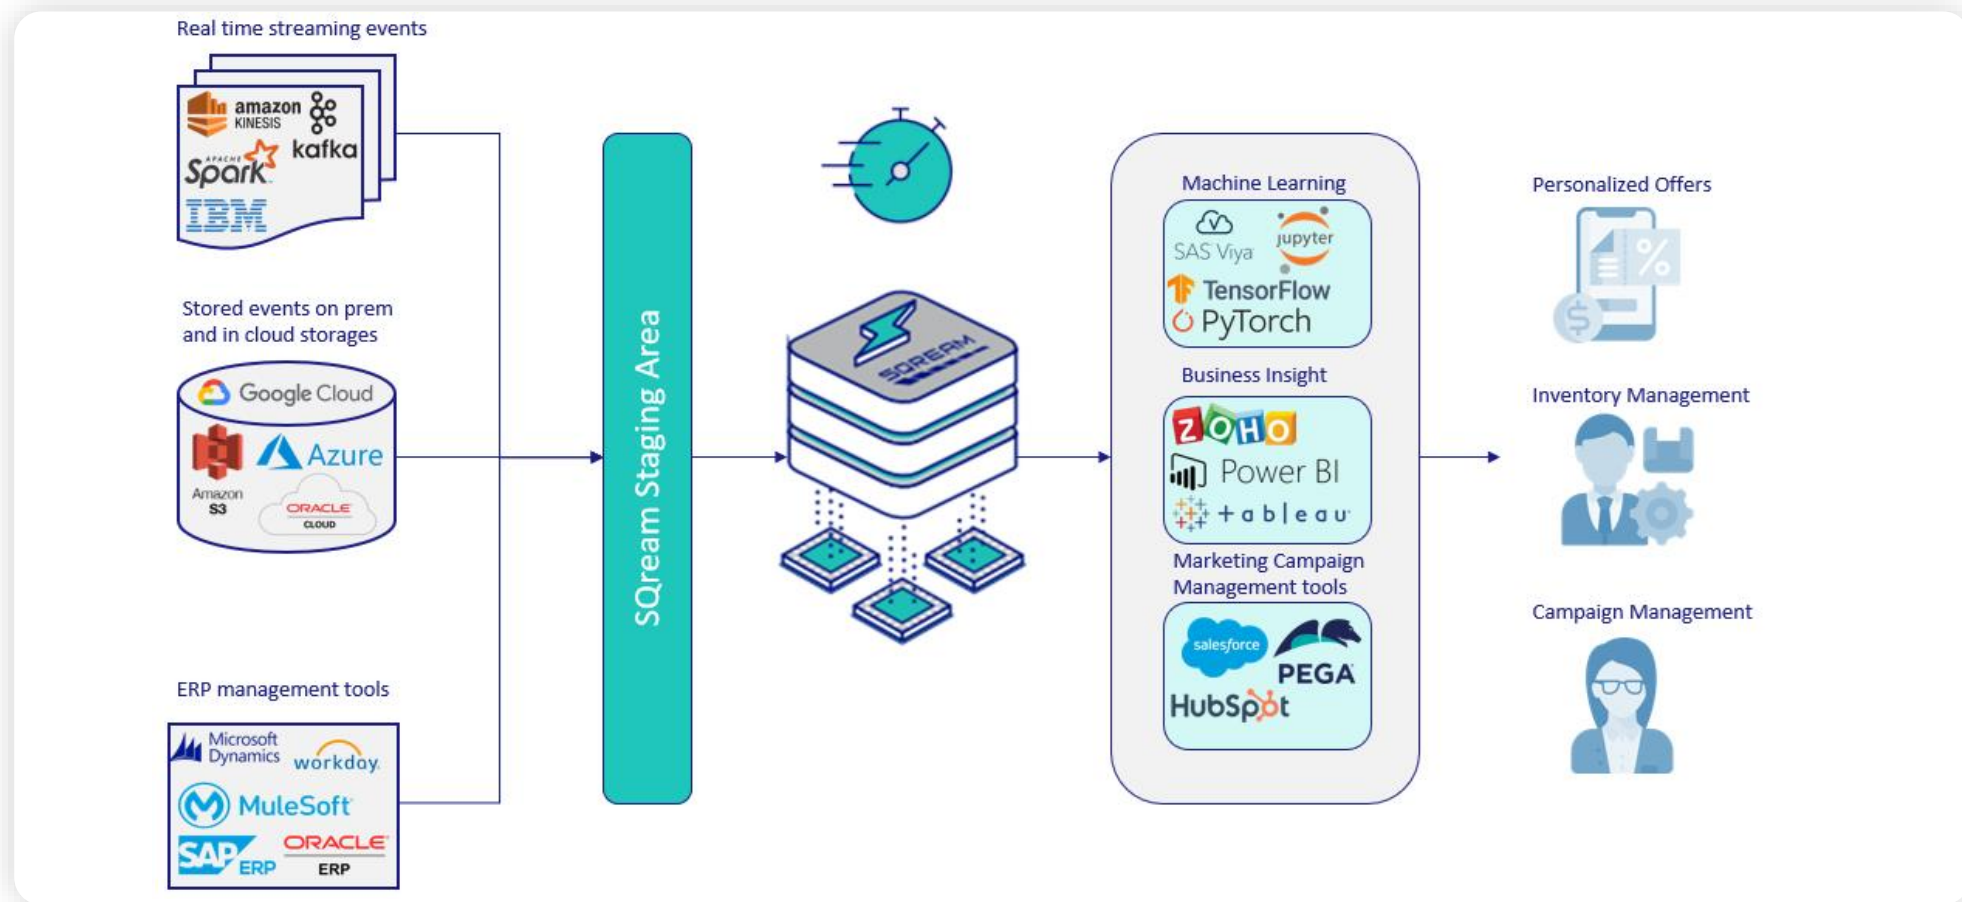 Real time streaming events
amazon
KINESIS
kafka
APACHE
Spark
IBM
Stored events on prem
and in cloud storages
Google Cloud
Azure
Amazon
S3
ORACLE
CLOUD
ERP management tools
Microsoft
Dynamics
workday.
MuleSoft
SAP ERP
ORACLE
ERP
SQream Staging Area
SQREAM
Machine Learning
SAS Viya
jupyter
TensorFlow
PyTorch
Business Insight
ZOHO
Power BI
+ableau
Marketing Campaign
Management tools
salesforce
PEGA
HubSpot
Personalized Offers
%
$
Inventory Management
Campaign Management